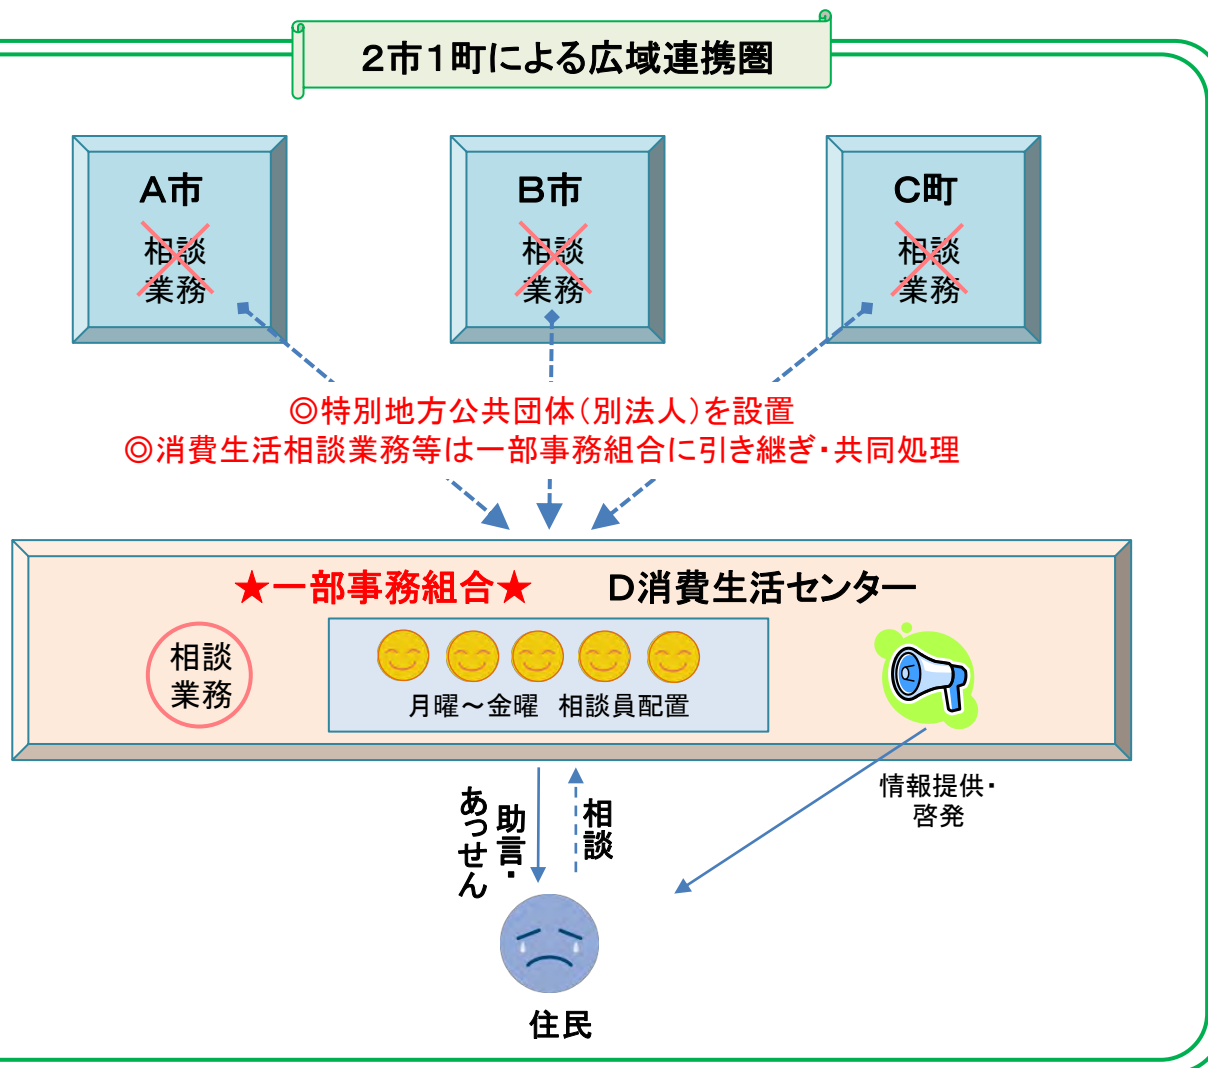 ２市１町による広域連携圏
Ａ市
相談
業務
Ｂ市
相談
業務
Ｃ町
相談
業務
◎特別地方公共団体（別法人）を設置
◎消費生活相談業務等は一部事務組合に引き継ぎ・共同処理
★一部事務組合★　Ｄ消費生活センター
相談
業務
月曜～金曜　相談員配置
情報提供・
啓発
助言・
あっせん
相談
住民